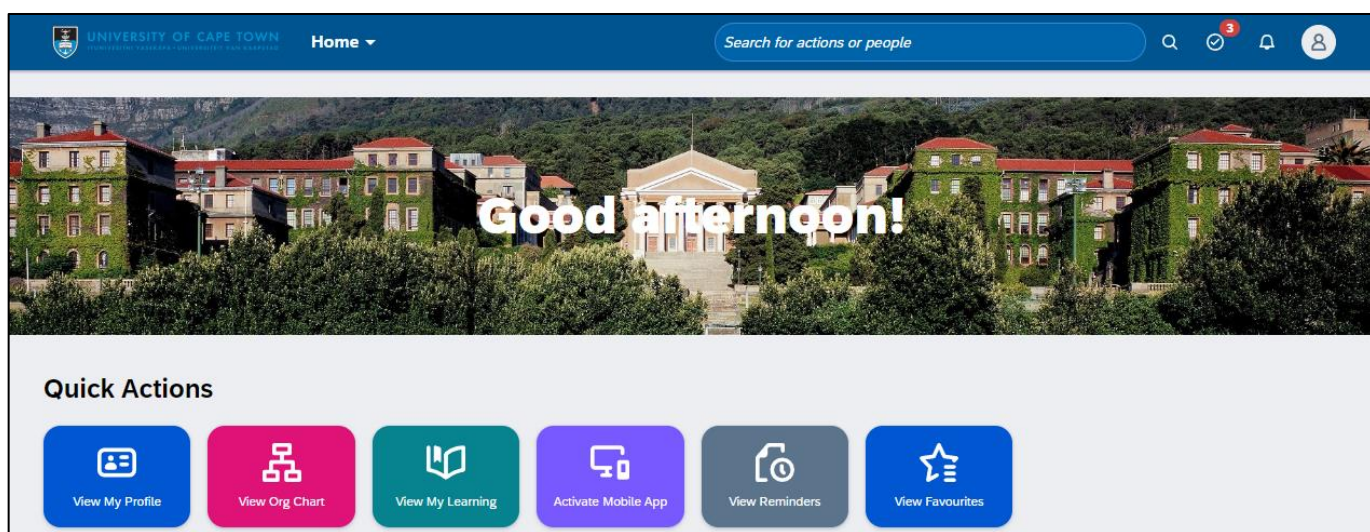 UNIVERSITY OF CAPE TOWN
Home
Search for actions or people
3
Good afternoon!
Quick Actions
View My Profile
View Org Chart
View My Learning
Activate Mobile App
View Reminders
View Favourites